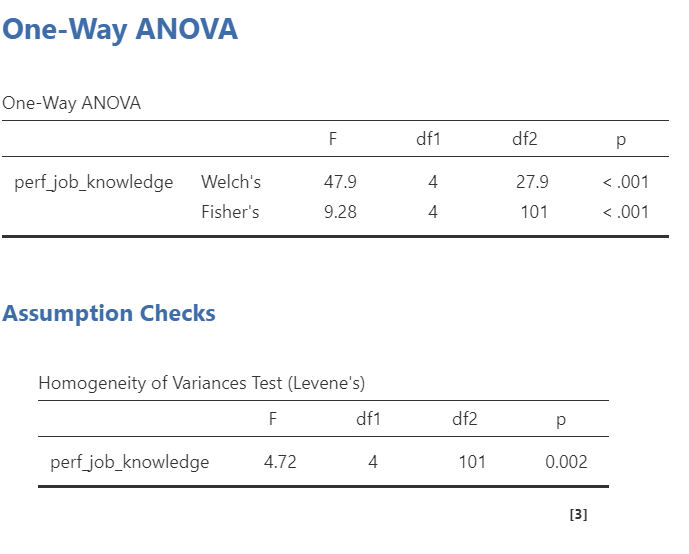 One-Way ANOVA
One-Way ANOVA
F df1 df2 p
perf_job_knowledge Welch's 47.9 4 27.9 < .001
Fisher's 9.28 4 101 < .001
Assumption Checks
Homogeneity of Variances Test (Levene's)
F df1 df2 p
perf_job_knowledge 4.72 4 101 0.002
[3]